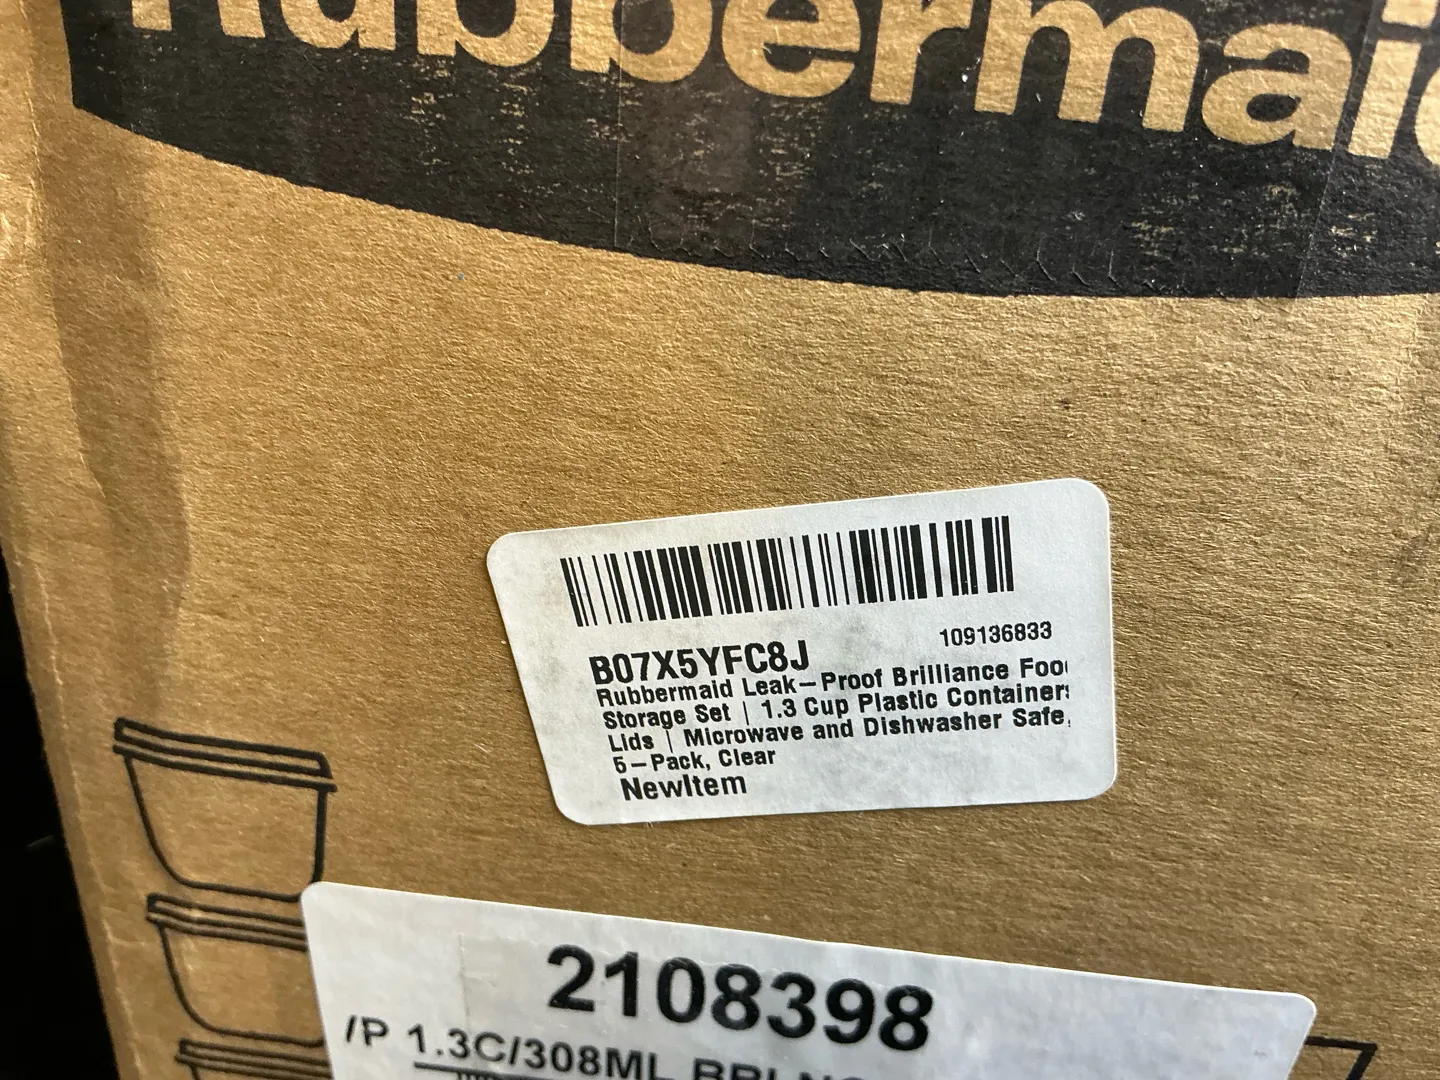 Rubbermaid
109136833
B07X5YFC8J
Rubbermaid Leak-Proof Brilliance Foo
Storage Set | 1.3 Cup Plastic Containers
Lids | Microwave and Dishwasher Safe,
5-Pack, Clear
NewItem
2108398
/P 1.3C/308ML